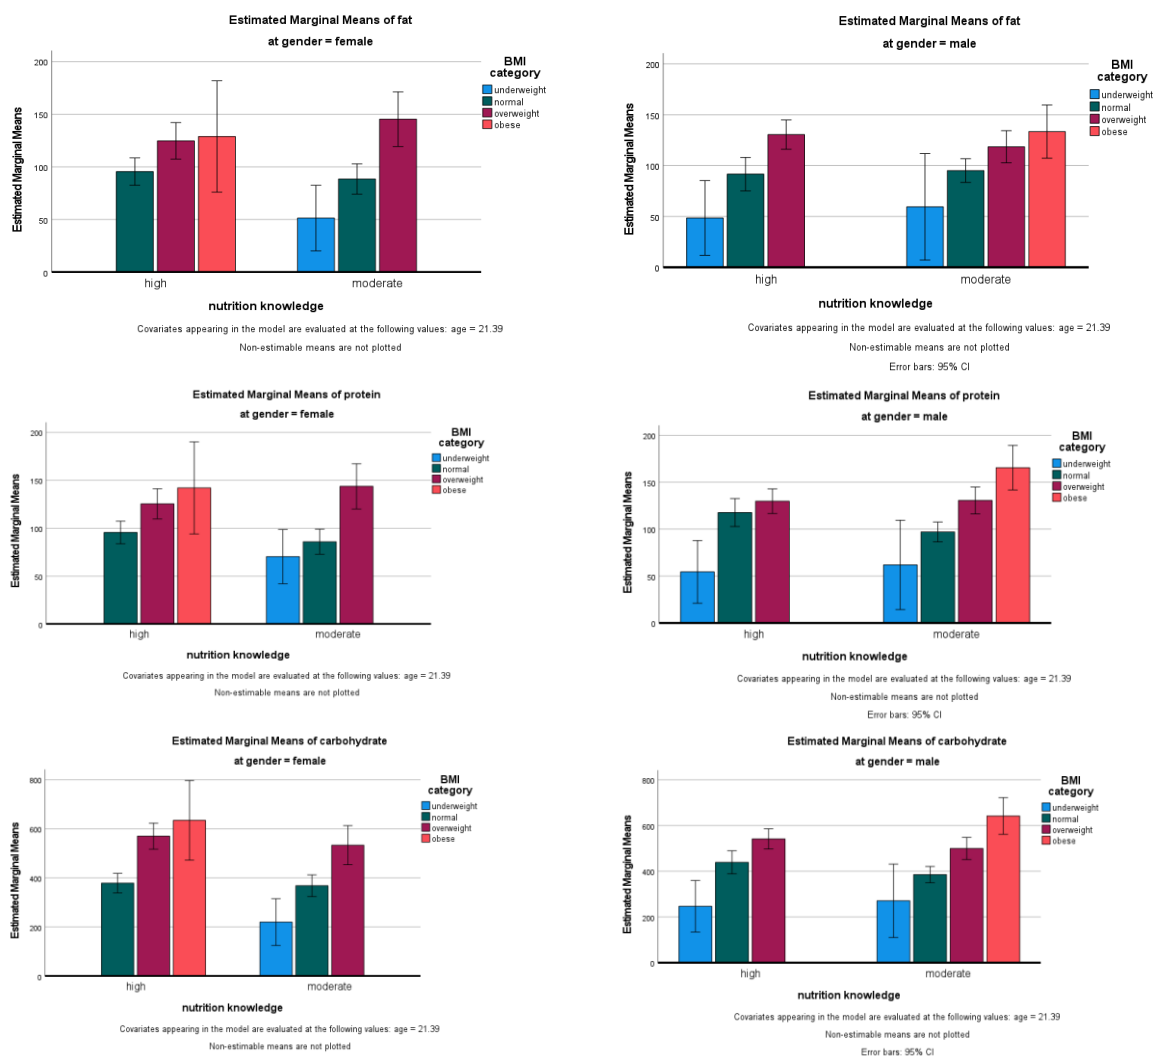 Estimated Marginal Means of fat
at gender = female
200
150
100
50
0
Estimated Marginal Means
BMI
category
underweight
normal
overweight
obese
high
moderate
nutrition knowledge
Covariates appearing in the model are evaluated at the following values: age = 21.39
Non-estimable means are not plotted
Estimated Marginal Means of fat
at gender = male
200
150
100
50
0
Estimated Marginal Means
BMI
category
underweight
normal
overweight
obese
high
moderate
nutrition knowledge
Covariates appearing in the model are evaluated at the following values: age = 21.39
Non-estimable means are not plotted
Error bars: 95% CI
Estimated Marginal Means of protein
at gender = female
200
150
100
50
0
Estimated Marginal Means
BMI
category
underweight
normal
overweight
obese
high
moderate
nutrition knowledge
Covariates appearing in the model are evaluated at the following values: age = 21.39
Non-estimable means are not plotted
Estimated Marginal Means of protein
at gender = male
200
150
100
50
0
Estimated Marginal Means
BMI
category
underweight
normal
overweight
obese
high
moderate
nutrition knowledge
Covariates appearing in the model are evaluated at the following values: age = 21.39
Non-estimable means are not plotted
Error bars: 95% CI
Estimated Marginal Means of carbohydrate
at gender = female
800
600
400
200
0
Estimated Marginal Means
BMI
category
underweight
normal
overweight
obese
high
moderate
nutrition knowledge
Covariates appearing in the model are evaluated at the following values: age = 21.39
Non-estimable means are not plotted
Estimated Marginal Means of carbohydrate
at gender = male
800
600
400
200
0
Estimated Marginal Means
BMI
category
underweight
normal
overweight
obese
high
moderate
nutrition knowledge
Covariates appearing in the model are evaluated at the following values: age = 21.39
Non-estimable means are not plotted
Error bars: 95% CI